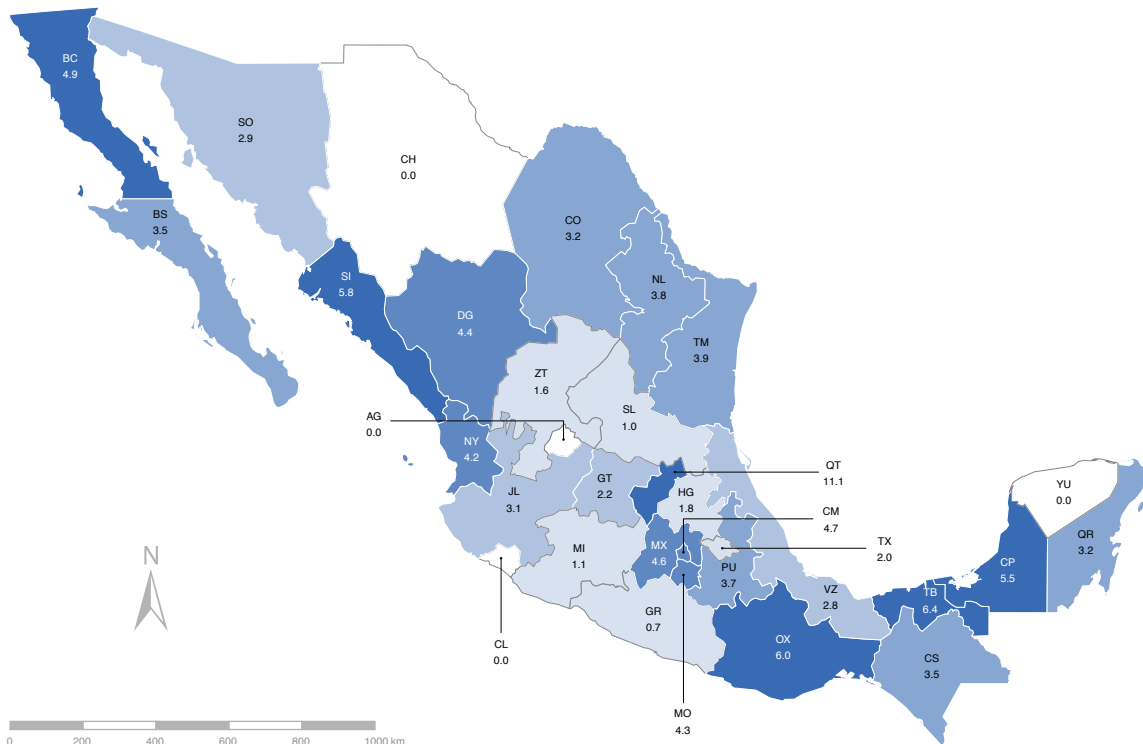 BC
4.9
SO
2.9
CH
0.0
BS
3.5
CO
3.2
SI
5.8
NL
3.8
DG
4.4
TM
3.9
ZT
1.6
SL
1.0
AG
0.0
NY
4.2
QT
11.1
GT
2.2
JL
3.1
HG
1.8
YU
0.0
CM
4.7
TX
2.0
QR
3.2
MX
4.6
MI
1.1
PU
3.7
CP
5.5
N
VZ
2.8
TB
6.4
GR
0.7
OX
6.0
CL
0.0
CS
3.5
MO
4.3
0 200 400 600 800 1000 km